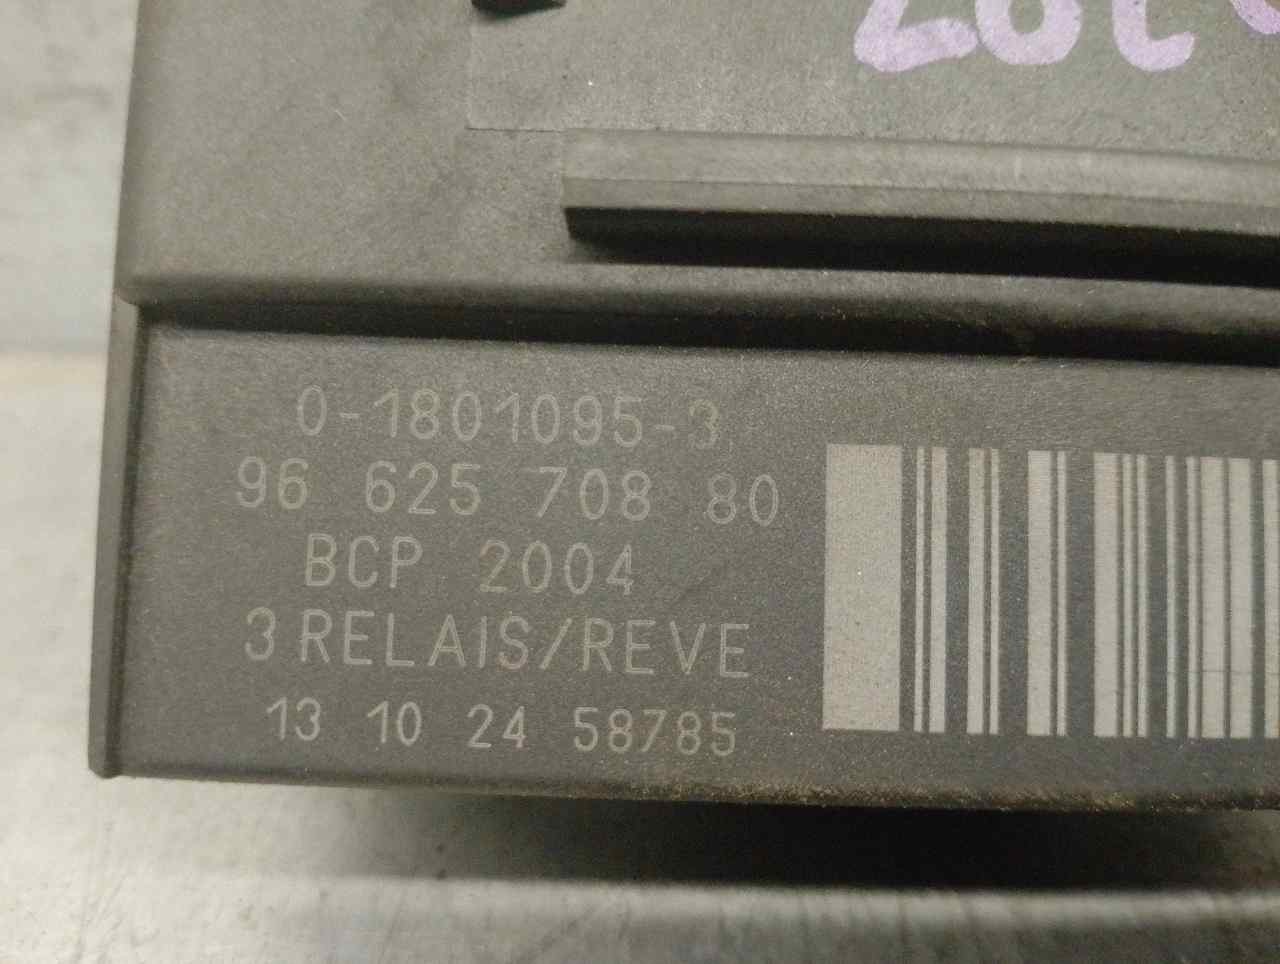 0-1801095-3
96 625 708 80
BCP 2004
3 RELAIS/REVE
13 10 24 58785